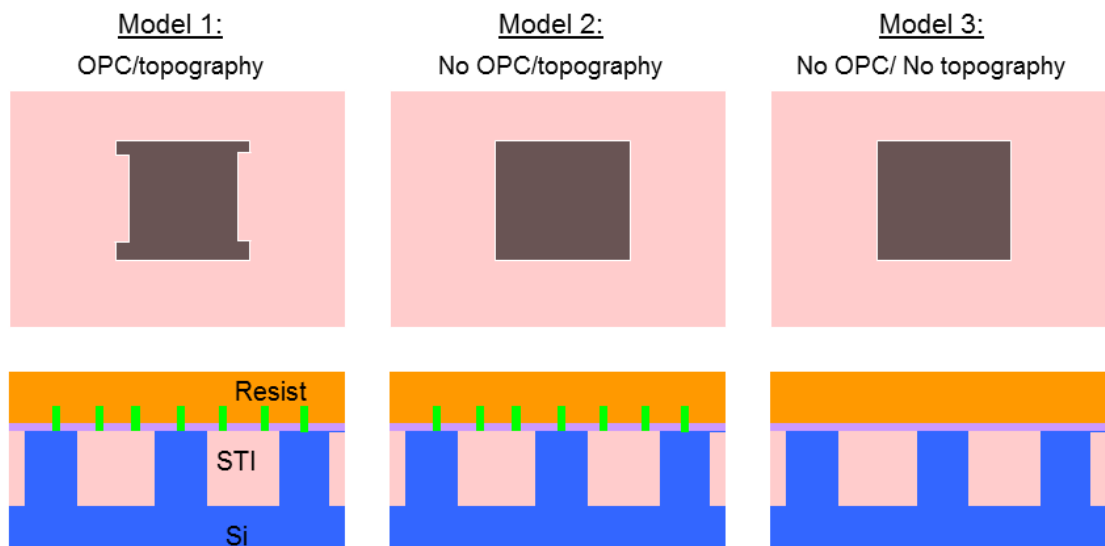 Model 1:
OPC/topography
Model 2:
No OPC/topography
Model 3:
No OPC/ No topography
Resist
STI
Si